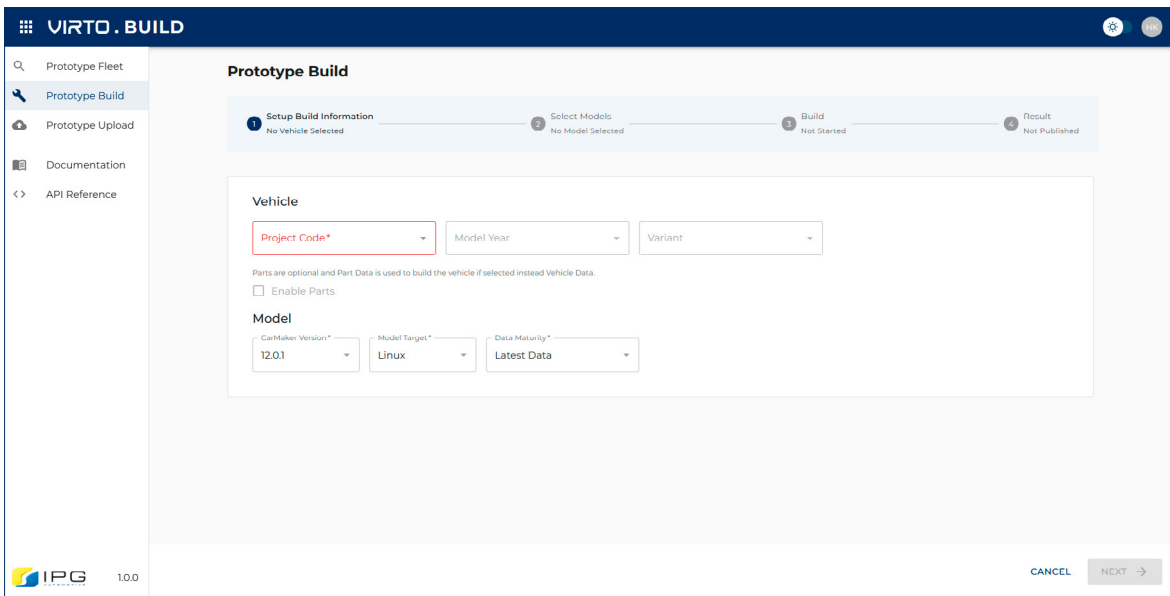 VIRTO.BUILD
HK
Prototype Fleet
Prototype Build
Prototype Upload
Documentation
API Reference
Prototype Build
1 Setup Build Information
No Vehicle Selected
2 Select Models
No Model Selected
3 Build
Not Started
4 Result
Not Published
Vehicle
Project Code*
Model Year
Variant
Parts are optional and Part Data is used to build the vehicle if selected instead Vehicle Data.
Enable Parts
Model
CarMaker Version*
12.0.1
Model Target*
Linux
Data Maturity*
Latest Data
IPG
AUTOMOTIVE
1.0.0
CANCEL
NEXT →